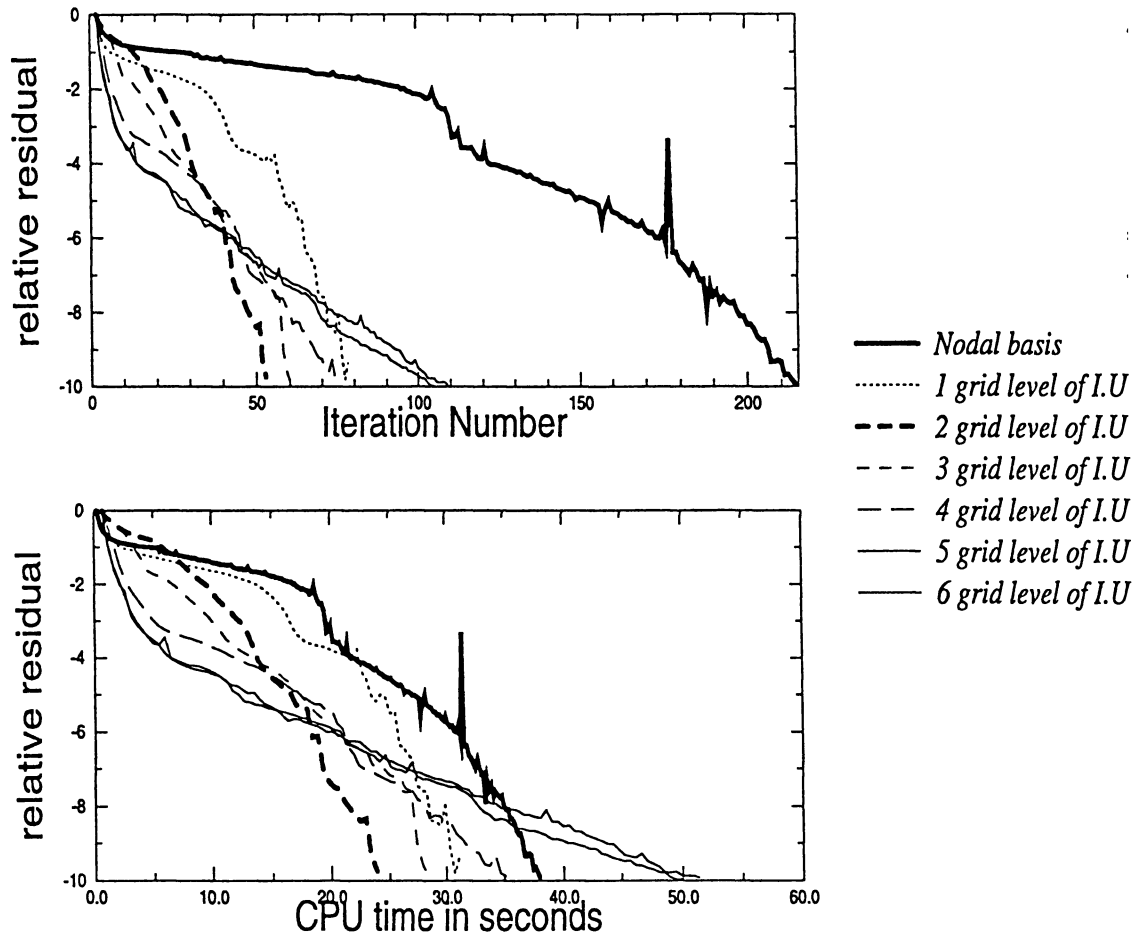 relative residual
0
-2
-4
-6
-8
-10
0
50
100
150
200
Iteration Number
Nodal basis
1 grid level of I.U
2 grid level of I.U
3 grid level of I.U
4 grid level of I.U
5 grid level of I.U
6 grid level of I.U
relative residual
0
-2
-4
-6
-8
-10
0.0
10.0
20.0
30.0
40.0
50.0
60.0
CPU time in seconds